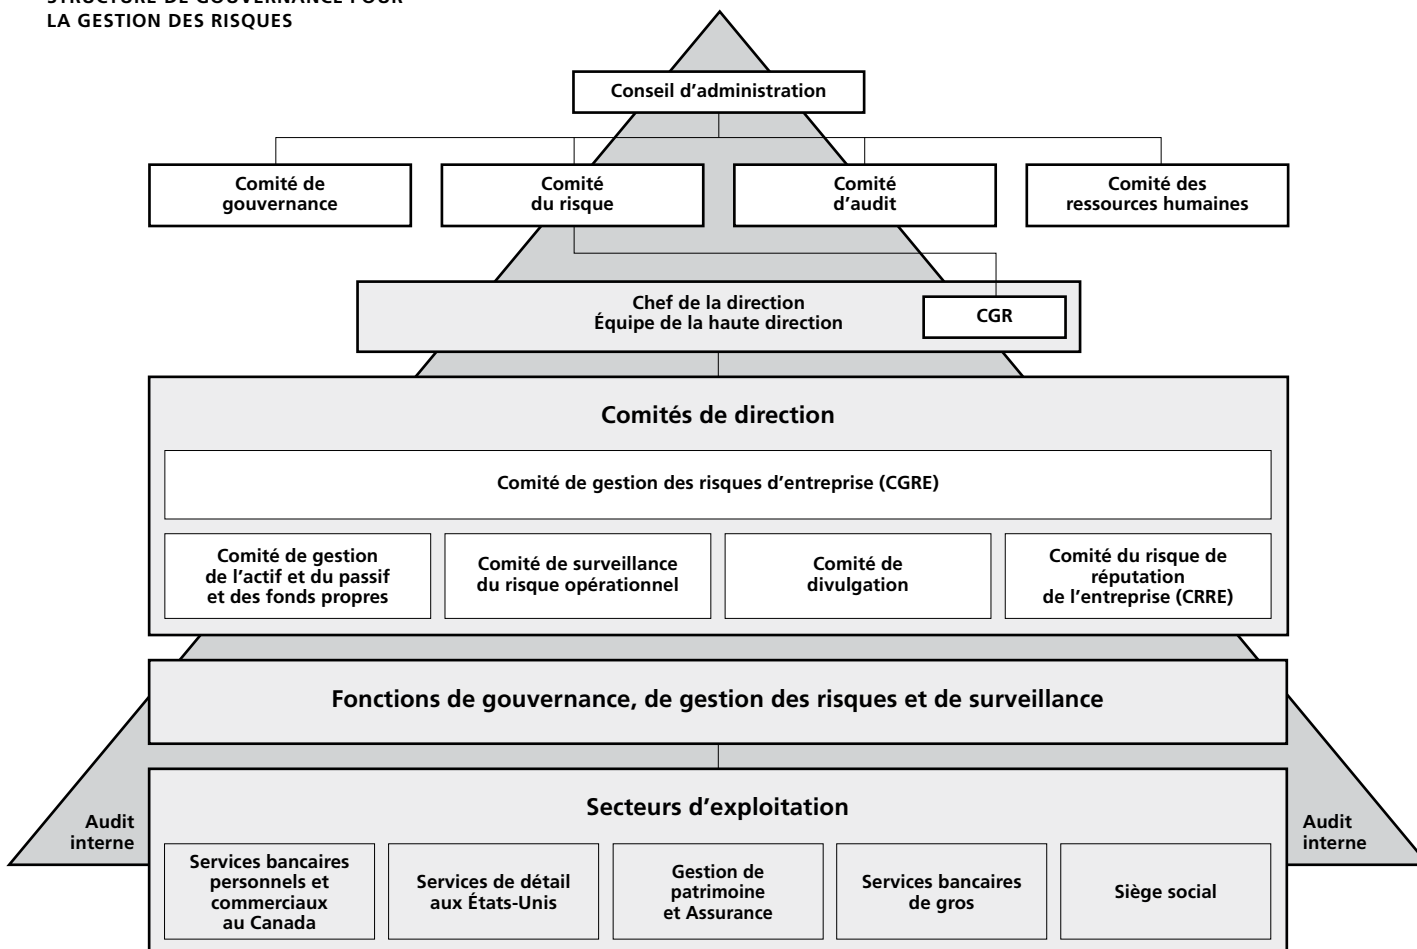 STRUCTURE DE GOUVERNANCE POUR
LA GESTION DES RISQUES
Conseil d'administration
Comité de
gouvernance
Comité
du risque
Comité
d'audit
Comité des
ressources humaines
Chef de la direction
Équipe de la haute direction
CGR
Comités de direction
Comité de gestion des risques d'entreprise (CGRE)
Comité de gestion
de l'actif et du passif
et des fonds propres
Comité de surveillance
du risque opérationnel
Comité de
divulgation
Comité du risque de
réputation
de l'entreprise (CRRE)
Fonctions de gouvernance, de gestion des risques et de surveillance
Secteurs d'exploitation
Audit
interne
Audit
interne
Services bancaires
personnels et
commerciaux
au Canada
Services de détail
aux États-Unis
Gestion de
patrimoine
et Assurance
Services bancaires
de gros
Siège social